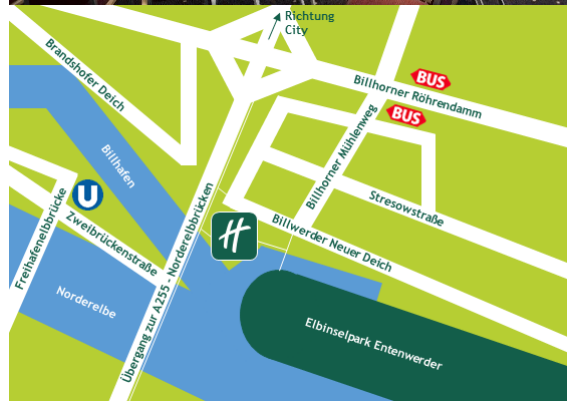 Richtung
City
Brandshofer Deich
BUS
Billhorner Röhrendamm
BUS
Billhafen
Billhorner Mühlenweg
Stresowstraße
U
Freihafenelbbrücke
Zweibrückenstraße
Übergang zur A255 - Norderelbbrücken
H
Billwerder Neuer Deich
Norderelbe
Elbinselpark Entenwerder